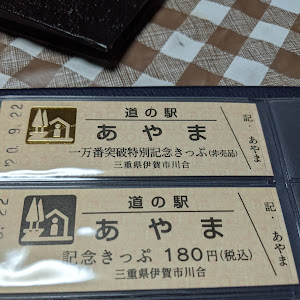 道の駅
あやま
一万番突破特別記念きっぷ(非売品)
三重県伊賀市川合
20.9.22
記・あやま
道の駅
あやま
記念きっぷ 180円(税込)
三重県伊賀市川合
記・あやま